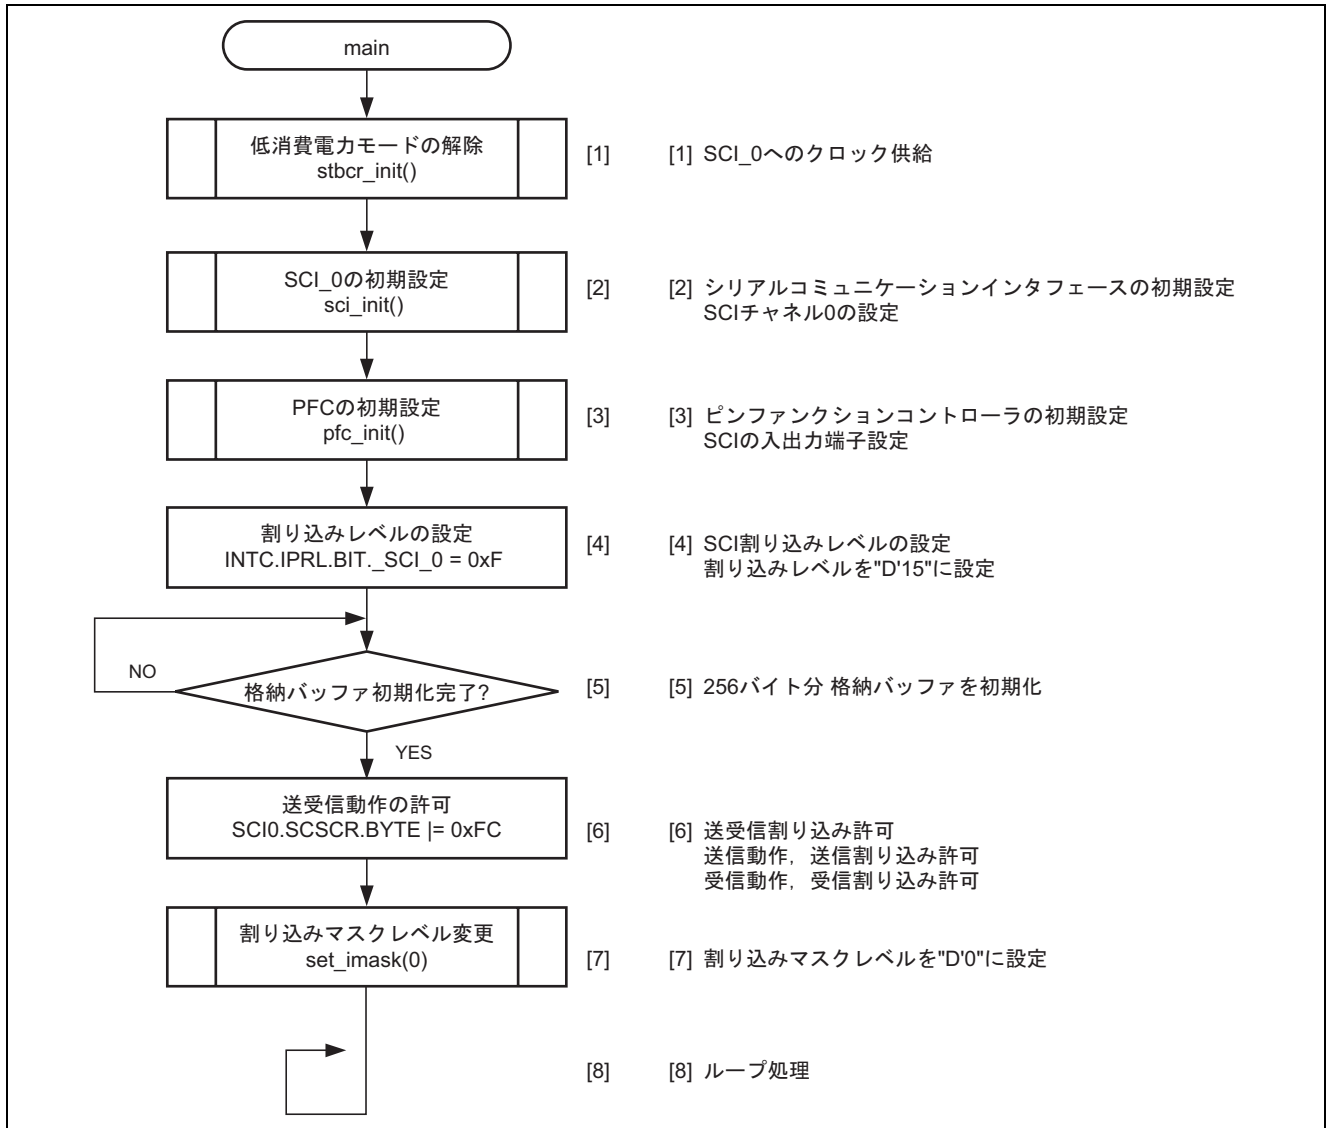 main
低消費電力モードの解除
stbcr_init()
[1]
[1] SCI_0へのクロック供給
SCI_0の初期設定
sci_init()
[2]
[2] シリアルコミュニケーションインタフェースの初期設定
SCIチャネル0の設定
PFCの初期設定
pfc_init()
[3]
[3] ピンファンクションコントローラの初期設定
SCIの入出力端子設定
割り込みレベルの設定
INTC.IPRL.BIT._SCI_0 = 0xF
[4]
[4] SCI割り込みレベルの設定
割り込みレベルを"D'15"に設定
NO
格納バッファ初期化完了?
[5]
[5] 256バイト分 格納バッファを初期化
YES
送受信動作の許可
SCI0.SCSCR.BYTE |= 0xFC
[6]
[6] 送受信割り込み許可
送信動作，送信割り込み許可
受信動作，受信割り込み許可
割り込みマスクレベル変更
set_imask(0)
[7]
[7] 割り込みマスクレベルを"D'0"に設定
[8]
[8] ループ処理